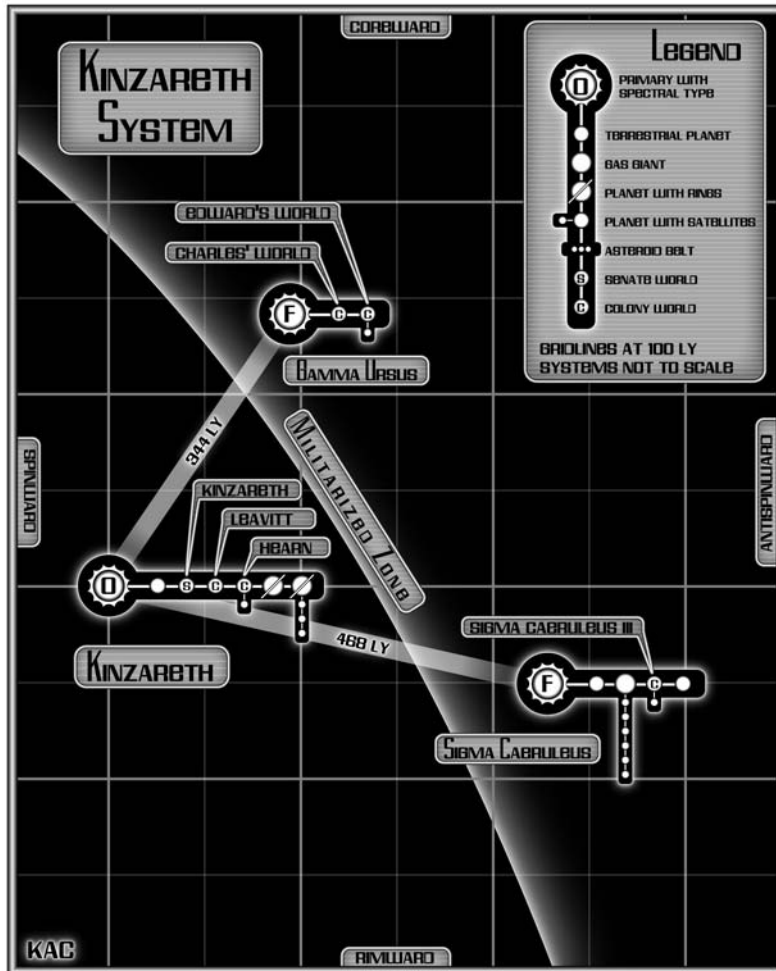 COREWARD
KINZARETH
SYSTEM
LEGEND
O
PRIMARY WITH
SPECTRAL TYPE
TERRESTRIAL PLANET
GAS GIANT
PLANET WITH RINGS
PLANET WITH SATELLITES
ASTEROID BELT
S
SENATE WORLD
C
COLONY WORLD
GRIDLINES AT 100 LY
SYSTEMS NOT TO SCALE
EDWARD'S WORLD
CHARLES' WORLD
F
C
C
GAMMA URSUS
344 LY
MILITARIZED ZONE
SPINWARD
ANTISPINWARD
KINZARETH
LEAVITT
HEARN
O
S
C
C
468 LY
KINZARETH
SIGMA CAERULEUS III
F
C
SIGMA CAERULEUS
KAC
RIMWARD